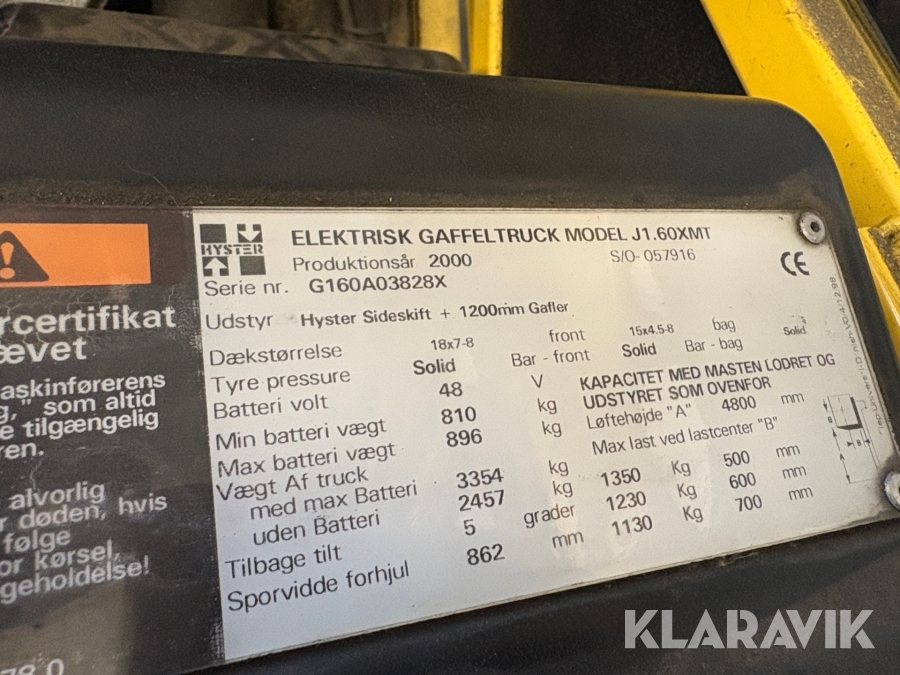 HYSTER
ELEKTRISK GAFFELTRUCK MODEL J1.60XMT
Produktionsår 2000 S/O- 057916
Serie nr. G160A03828X CE
Udstyr Hyster Sideskift + 1200mm Gafler
Dækstørrelse 18x7-8 front 15x4.5-8 bag
Tyre pressure Solid Bar - front Solid Bar - bag Solid
Batteri volt 48 V
Min batteri vægt 810 kg
Max batteri vægt 896 kg
Vægt Af truck
med max Batteri 3354 kg
uden Batteri 2457 kg
Tilbage tilt 5 grader
Sporvidde forhjul 862 mm
KAPACITET MED MASTEN LODRET OG
UDSTYRET SOM OVENFOR
Løftehøjde "A" 4800 mm
Max last ved lastcenter "B"
1350 Kg 500 mm
1230 Kg 600 mm
1130 Kg 700 mm
rcertifikat
ævet
askinførerens
g," som altid
e tilgængelig
ren.
alvorlig
r døden, hvis
følge
or kørsel,
geholdelse!
78.0
KLARAVIK